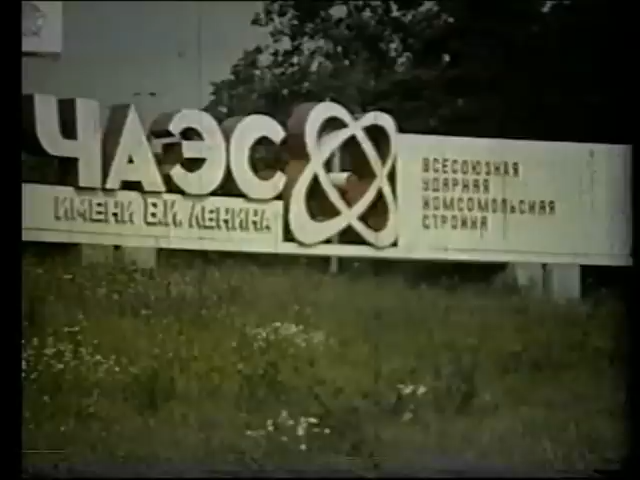 ЧАЭС
ИМЕНИ В.И. ЛЕНИНА
ВСЕСОЮЗНАЯ
УДАРНАЯ
КОМСОМОЛЬСКАЯ
СТРОЙКА